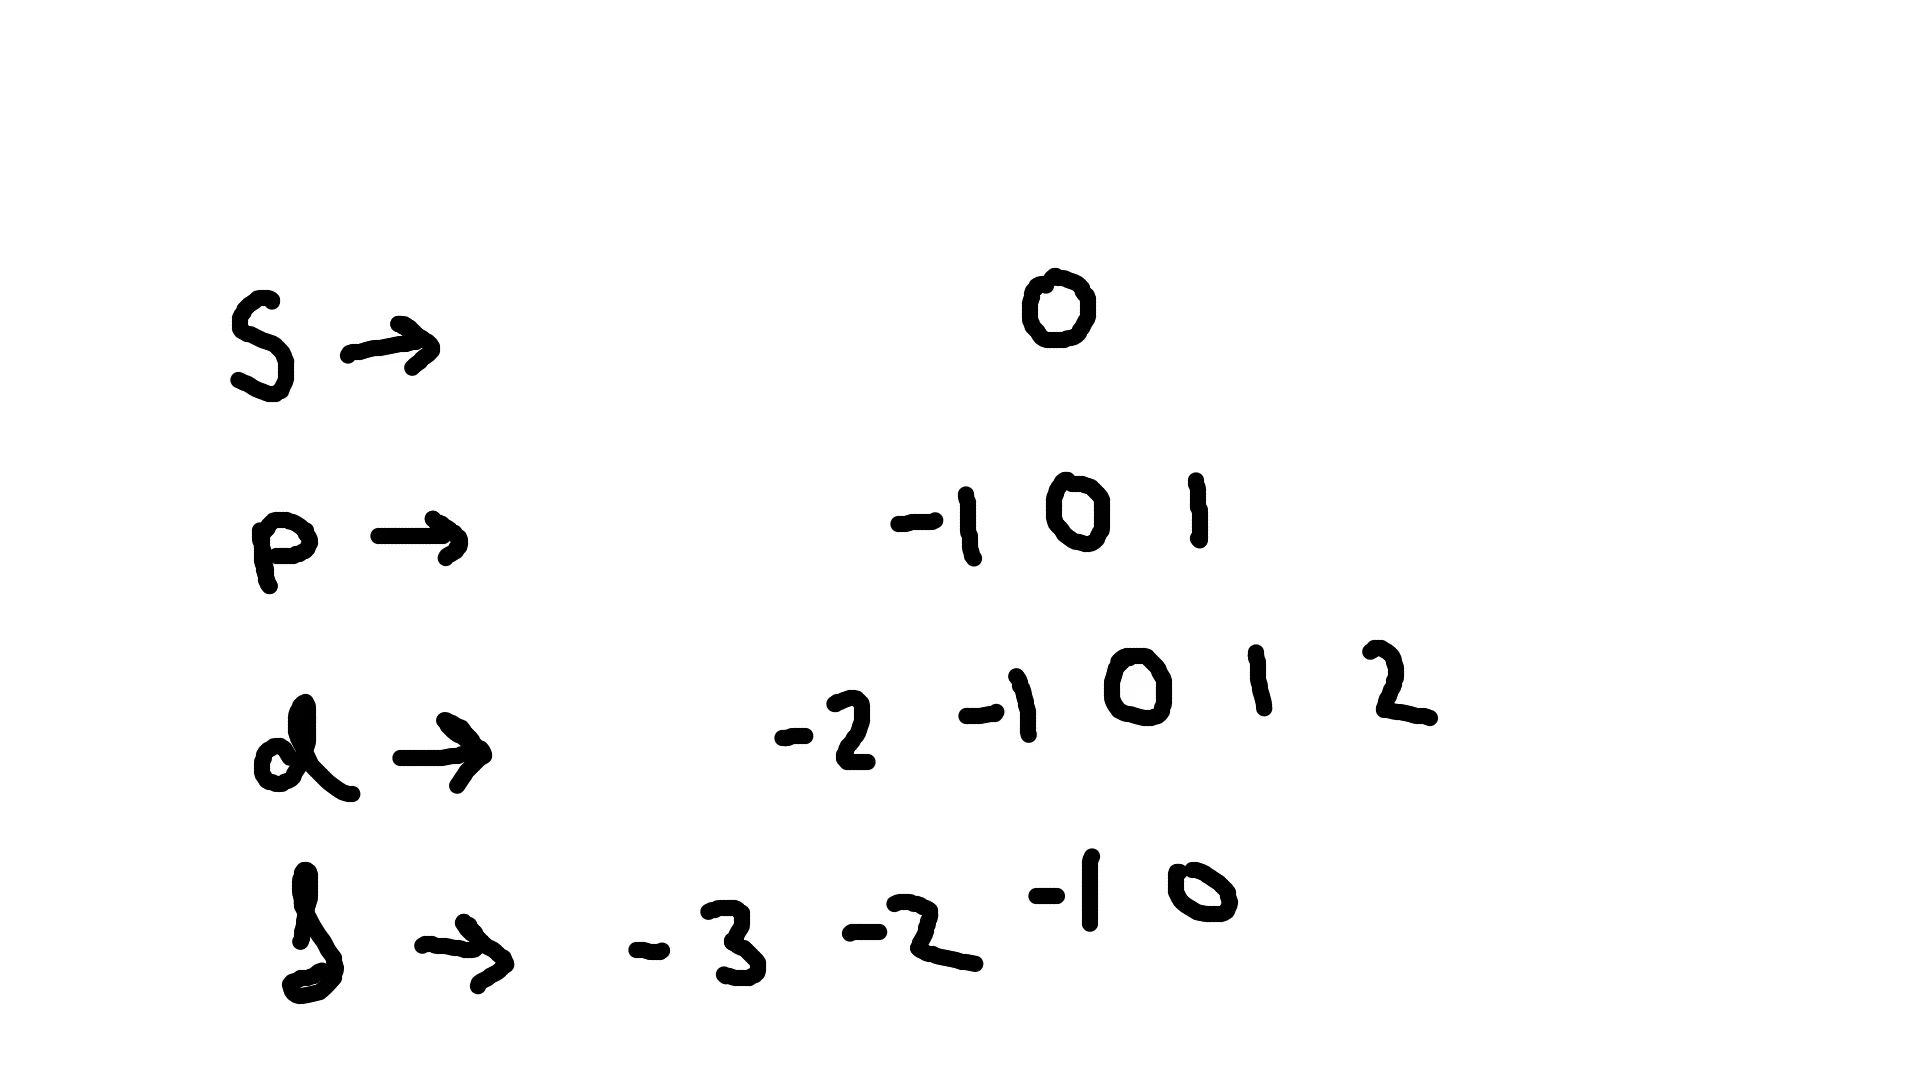 S → 0
p → -1 0 1
d → -2 -1 0 1 2
f → -3 -2 -1 0